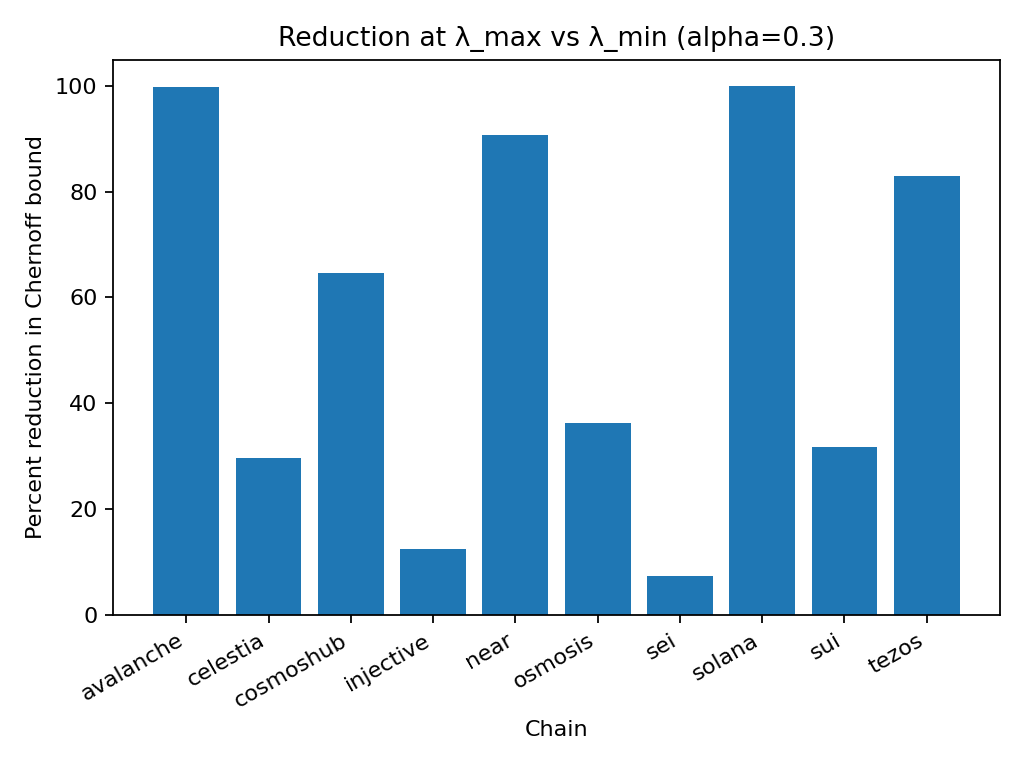 Reduction at λ_max vs λ_min (alpha=0.3)
Percent reduction in Chernoff bound
100
80
60
40
20
0
avalanche
celestia
cosmoshub
injective
near
osmosis
sei
solana
sui
tezos
Chain